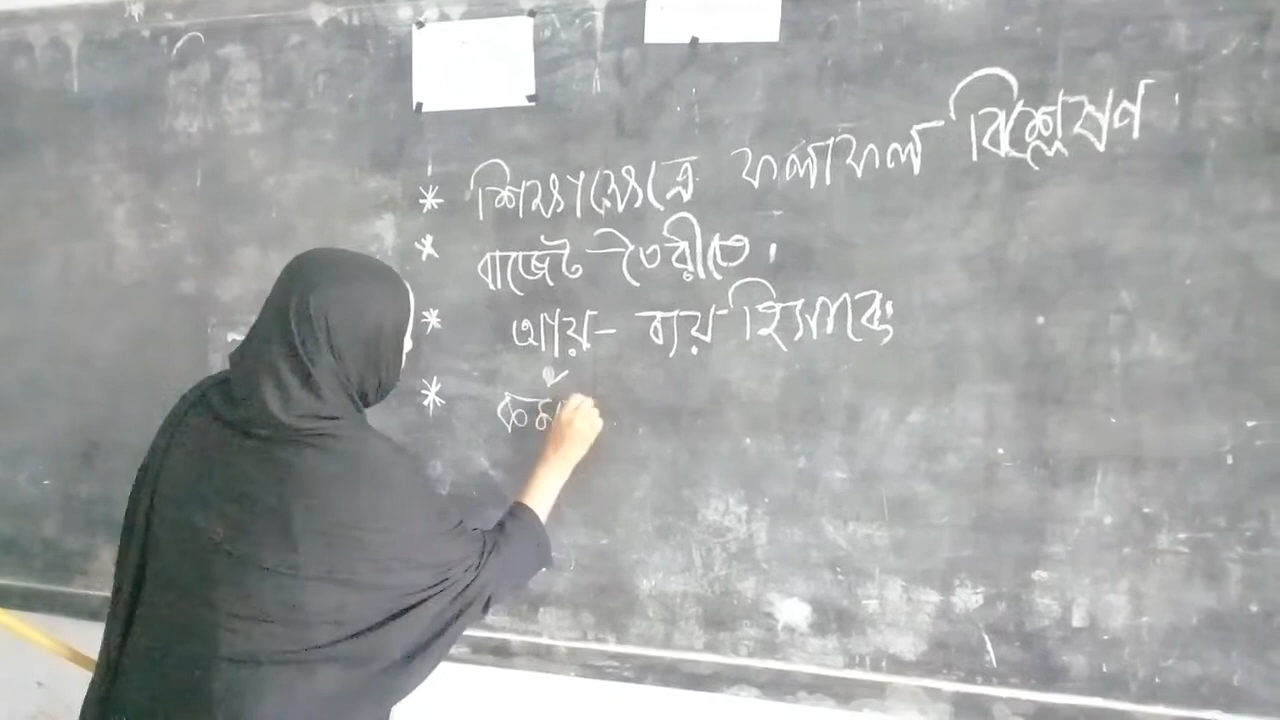 * শিক্ষাক্ষেত্রে ফলাফল বিশ্লেষণ
* বাজেট তৈরীতে।
* আয়- ব্যয় হিসাবে
*